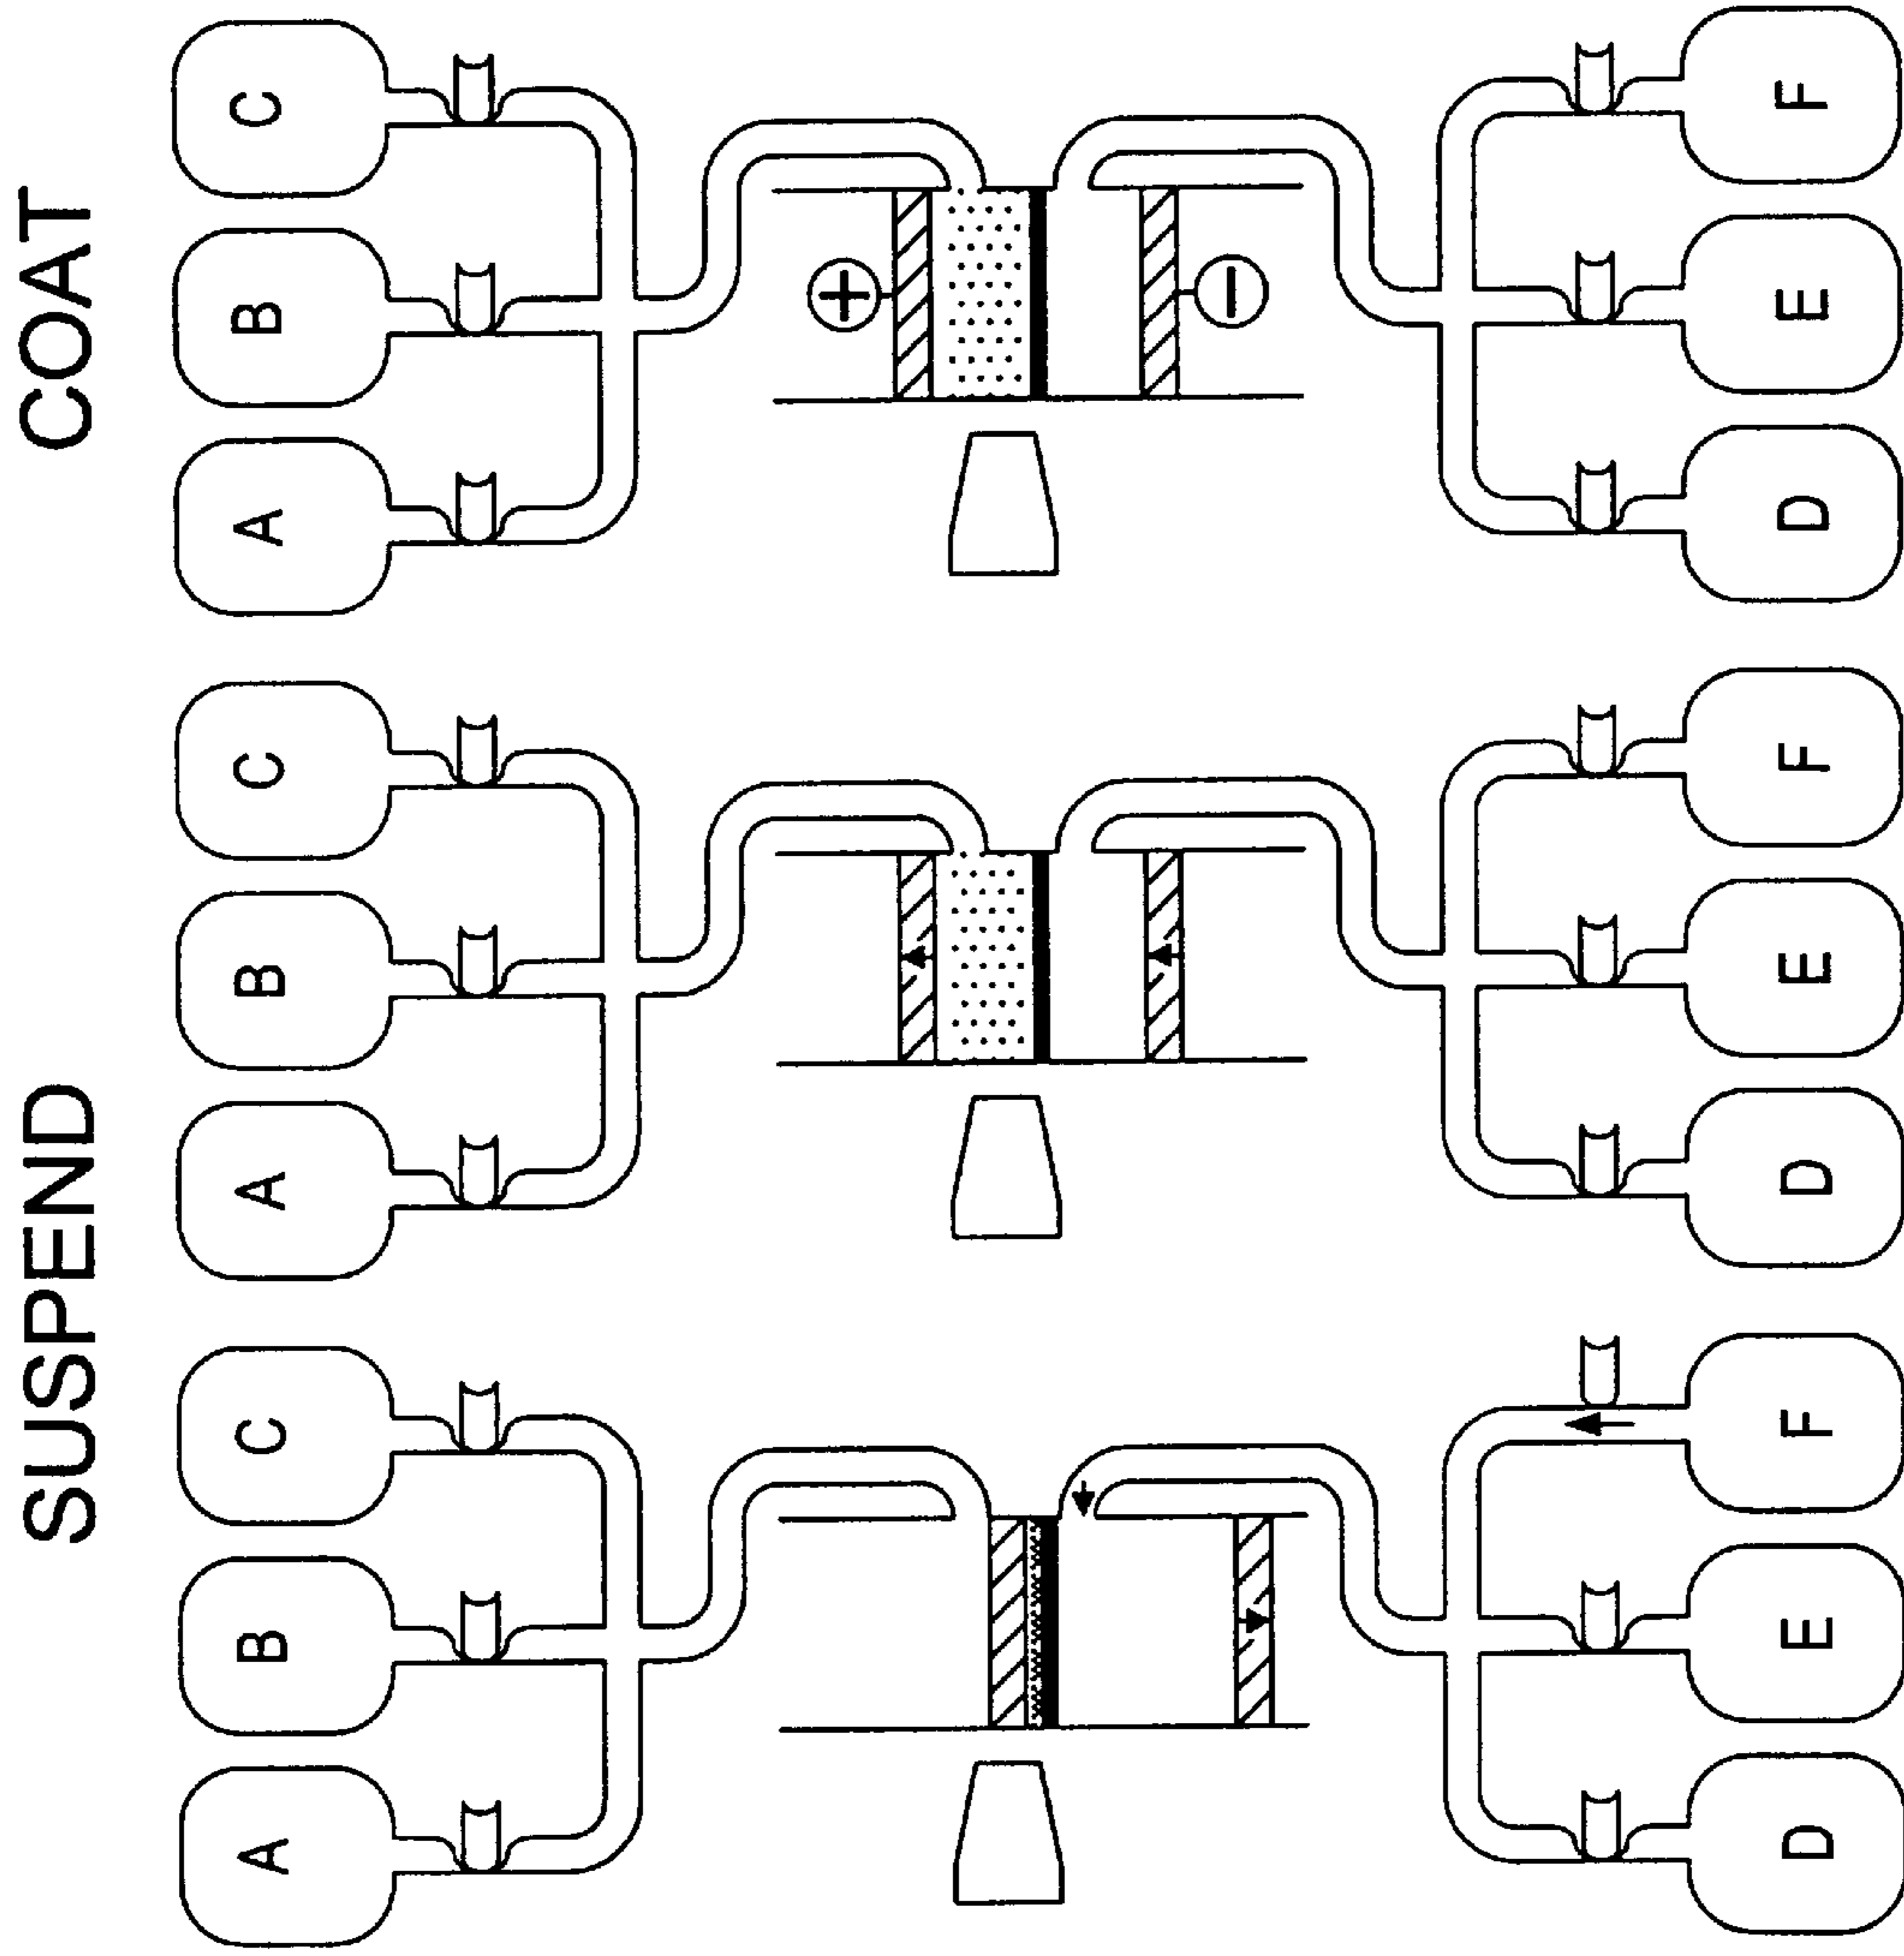 SUSPEND COAT
A B C A B C A B C
+
−
D E F D E F D E F